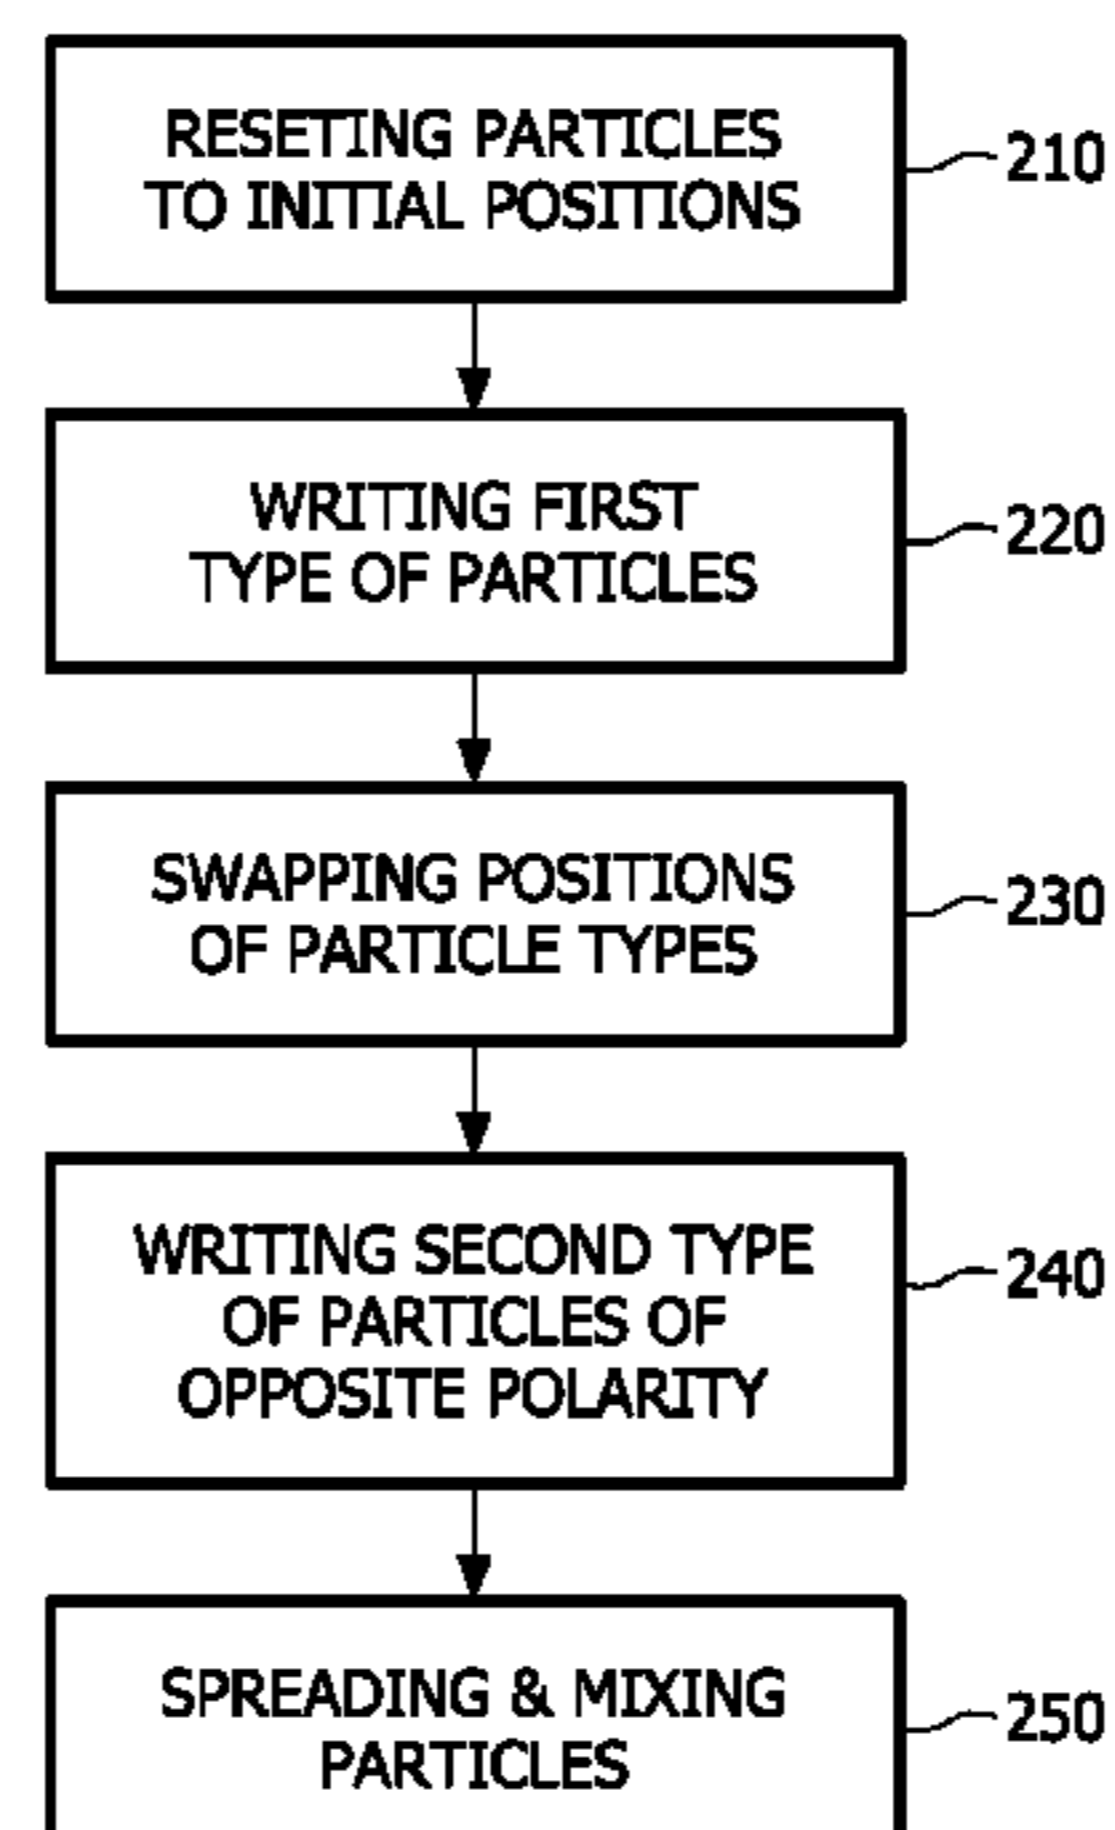 RESETING PARTICLES
TO INITIAL POSITIONS
210
WRITING FIRST
TYPE OF PARTICLES
220
SWAPPING POSITIONS
OF PARTICLE TYPES
230
WRITING SECOND TYPE
OF PARTICLES OF
OPPOSITE POLARITY
240
SPREADING & MIXING
PARTICLES
250